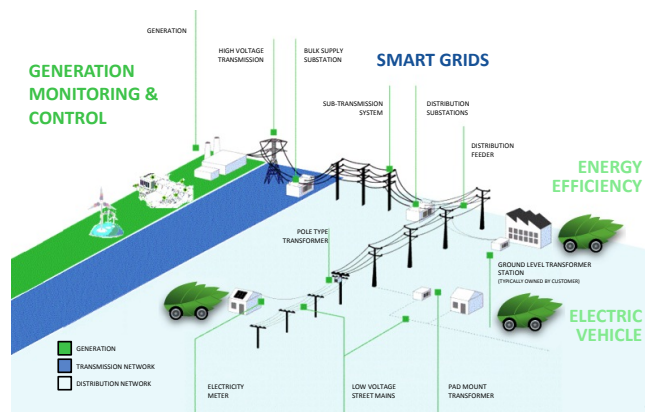 GENERATION
HIGH VOLTAGE
TRANSMISSION
BULK SUPPLY
SUBSTATION
SMART GRIDS
GENERATION
MONITORING &
CONTROL
SUB-TRANSMISSION
SYSTEM
DISTRIBUTION
SUBSTATIONS
DISTRIBUTION
FEEDER
ENERGY
EFFICIENCY
POLE TYPE
TRANSFORMER
GROUND LEVEL TRANSFORMER
STATION
(TYPICALLY OWNED BY CUSTOMER)
ELECTRIC
VEHICLE
GENERATION
TRANSMISSION NETWORK
DISTRIBUTION NETWORK
ELECTRICITY
METER
LOW VOLTAGE
STREET MAINS
PAD MOUNT
TRANSFORMER